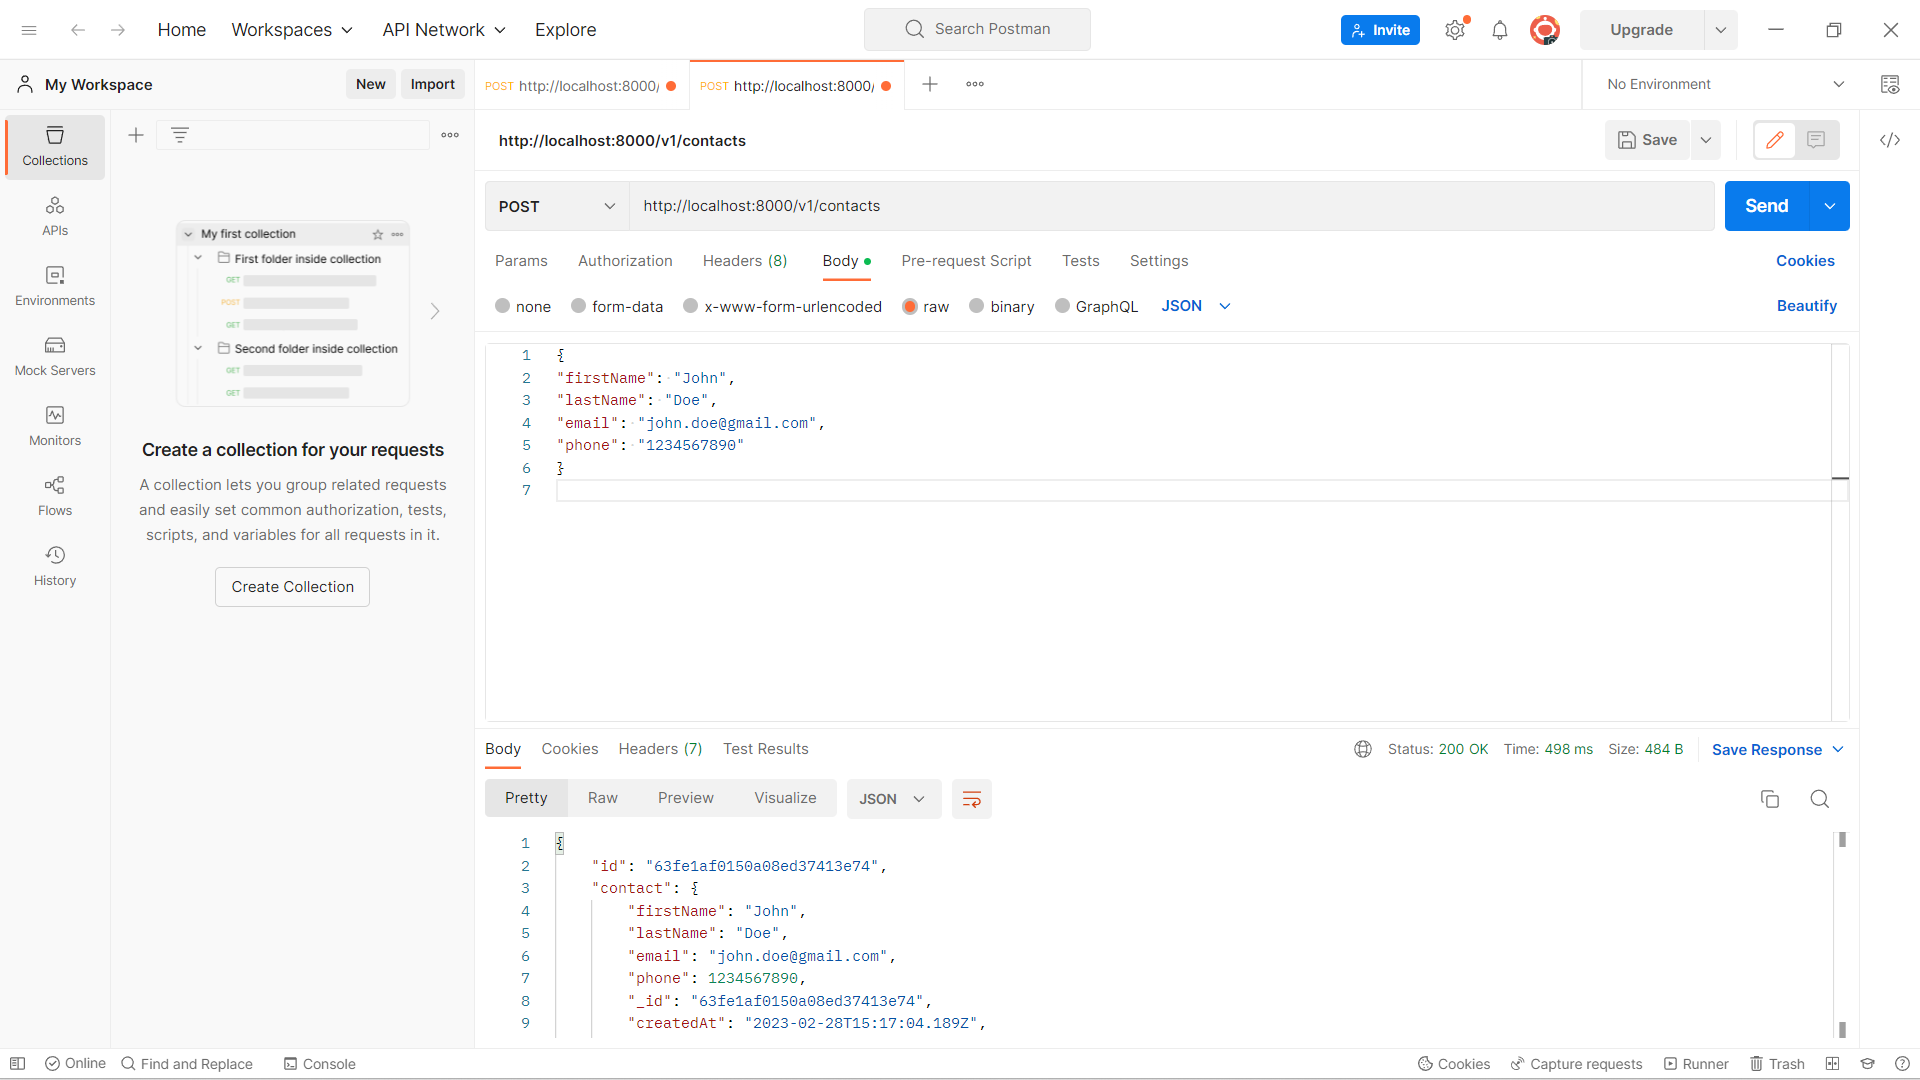 Home Workspaces API Network Explore Search Postman Invite Upgrade
My Workspace New Import POST http://localhost:8000/ POST http://localhost:8000/ No Environment
Collections
APIs
Environments
Mock Servers
Monitors
Flows
History
My first collection
First folder inside collection
GET
POST
GET
Second folder inside collection
GET
GET
Create a collection for your requests
A collection lets you group related requests
and easily set common authorization, tests,
scripts, and variables for all requests in it.
Create Collection
http://localhost:8000/v1/contacts Save
POST http://localhost:8000/v1/contacts Send
Params Authorization Headers (8) Body Pre-request Script Tests Settings Cookies
none form-data x-www-form-urlencoded raw binary GraphQL JSON Beautify
1 {
2 "firstName": "John",
3 "lastName": "Doe",
4 "email": "john.doe@gmail.com",
5 "phone": "1234567890"
6 }
7
Body Cookies Headers (7) Test Results Status: 200 OK Time: 498 ms Size: 484 B Save Response
Pretty Raw Preview Visualize JSON
1 {
2 "id": "63fe1af0150a08ed37413e74",
3 "contact": {
4 "firstName": "John",
5 "lastName": "Doe",
6 "email": "john.doe@gmail.com",
7 "phone": 1234567890,
8 "_id": "63fe1af0150a08ed37413e74",
9 "createdAt": "2023-02-28T15:17:04.189Z",
Online Find and Replace Console Cookies Capture requests Runner Trash